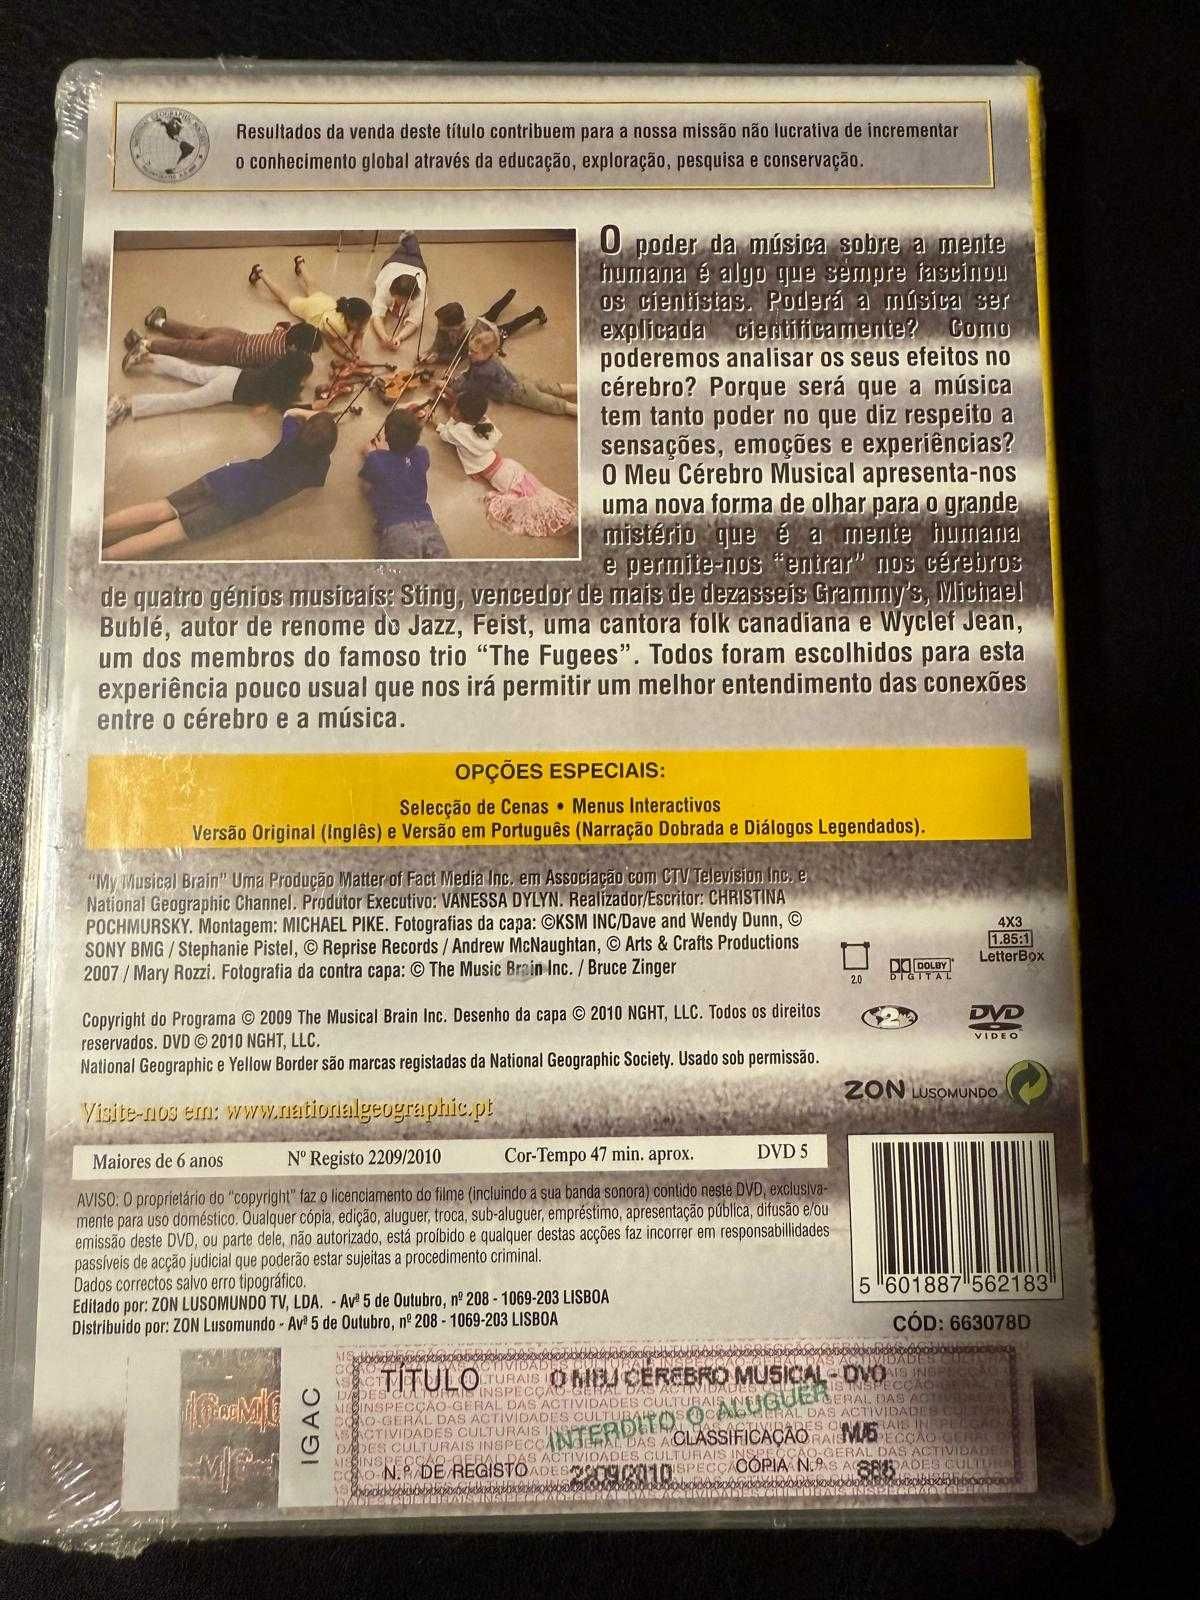 Resultados da venda deste título contribuem para a nossa missão não lucrativa de incrementar
o conhecimento global através da educação, exploração, pesquisa e conservação.
O poder da música sobre a mente
humana é algo que sempre fascinou
os cientistas. Poderá a música ser
explicada cientificamente? Como
poderemos analisar os seus efeitos no
cérebro? Porque será que a música
tem tanto poder no que diz respeito a
sensações, emoções e experiências?
O Meu Cérebro Musical apresenta-nos
uma nova forma de olhar para o grande
mistério que é a mente humana
e permite-nos “entrar” nos cérebros
de quatro génios musicais: Sting, vencedor de mais de dezasseis Grammy's, Michael
Bublé, autor de renome do Jazz, Feist, uma cantora folk canadiana e Wyclef Jean,
um dos membros do famoso trio “The Fugees”. Todos foram escolhidos para esta
experiência pouco usual que nos irá permitir um melhor entendimento das conexões
entre o cérebro e a música.
OPÇÕES ESPECIAIS:
Selecção de Cenas • Menus Interactivos
Versão Original (Inglês) e Versão em Português (Narração Dobrada e Diálogos Legendados).
“My Musical Brain” Uma Produção Matter of Fact Media Inc. em Associação com CTV Television Inc. e
National Geographic Channel. Produtor Executivo: VANESSA DYLYN. Realizador/Escritor: CHRISTINA
POCHMURSKY. Montagem: MICHAEL PIKE. Fotografias da capa: ©KSM INC/Dave and Wendy Dunn, ©
SONY BMG / Stephanie Pistel, © Reprise Records / Andrew McNaughtan, © Arts & Crafts Productions
2007 / Mary Rozzi. Fotografia da contra capa: © The Music Brain Inc. / Bruce Zinger
4X3
1.85:1
LetterBox
2.0
DOLBY
DIGITAL
Copyright do Programa © 2009 The Musical Brain Inc. Desenho da capa © 2010 NGHT, LLC. Todos os direitos
reservados. DVD © 2010 NGHT, LLC.
National Geographic e Yellow Border são marcas registadas da National Geographic Society. Usado sob permissão.
2
DVD
VIDEO
ZON LUSOMUNDO
Visite-nos em: www.nationalgeographic.pt
Maiores de 6 anos Nº Registo 2209/2010 Cor-Tempo 47 min. aprox. DVD 5
AVISO: O proprietário do “copyright” faz o licenciamento do filme (incluindo a sua banda sonora) contido neste DVD, exclusiva-
mente para uso doméstico. Qualquer cópia, edição, aluguer, troca, sub-aluguer, empréstimo, apresentação pública, difusão e/ou
emissão deste DVD, ou parte dele, não autorizado, está proíbido e qualquer destas acções faz incorrer em responsabillidades
passíveis de acção judicial que poderão estar sujeitas a procedimento criminal.
Dados correctos salvo erro tipográfico.
Editado por: ZON LUSOMUNDO TV, LDA. - Avª 5 de Outubro, nº 208 - 1069-203 LISBOA
Distribuido por: ZON Lusomundo - Avª 5 de Outubro, nº 208 - 1069-203 LISBOA
5 601887 562183
CÓD: 663078D
IGAC
TÍTULO O MEU CÉREBRO MUSICAL - DVD
INTERDITO O ALUGUER
CLASSIFICAÇÃO M/6
N.º DE REGISTO 2209/2010 CÓPIA N.º